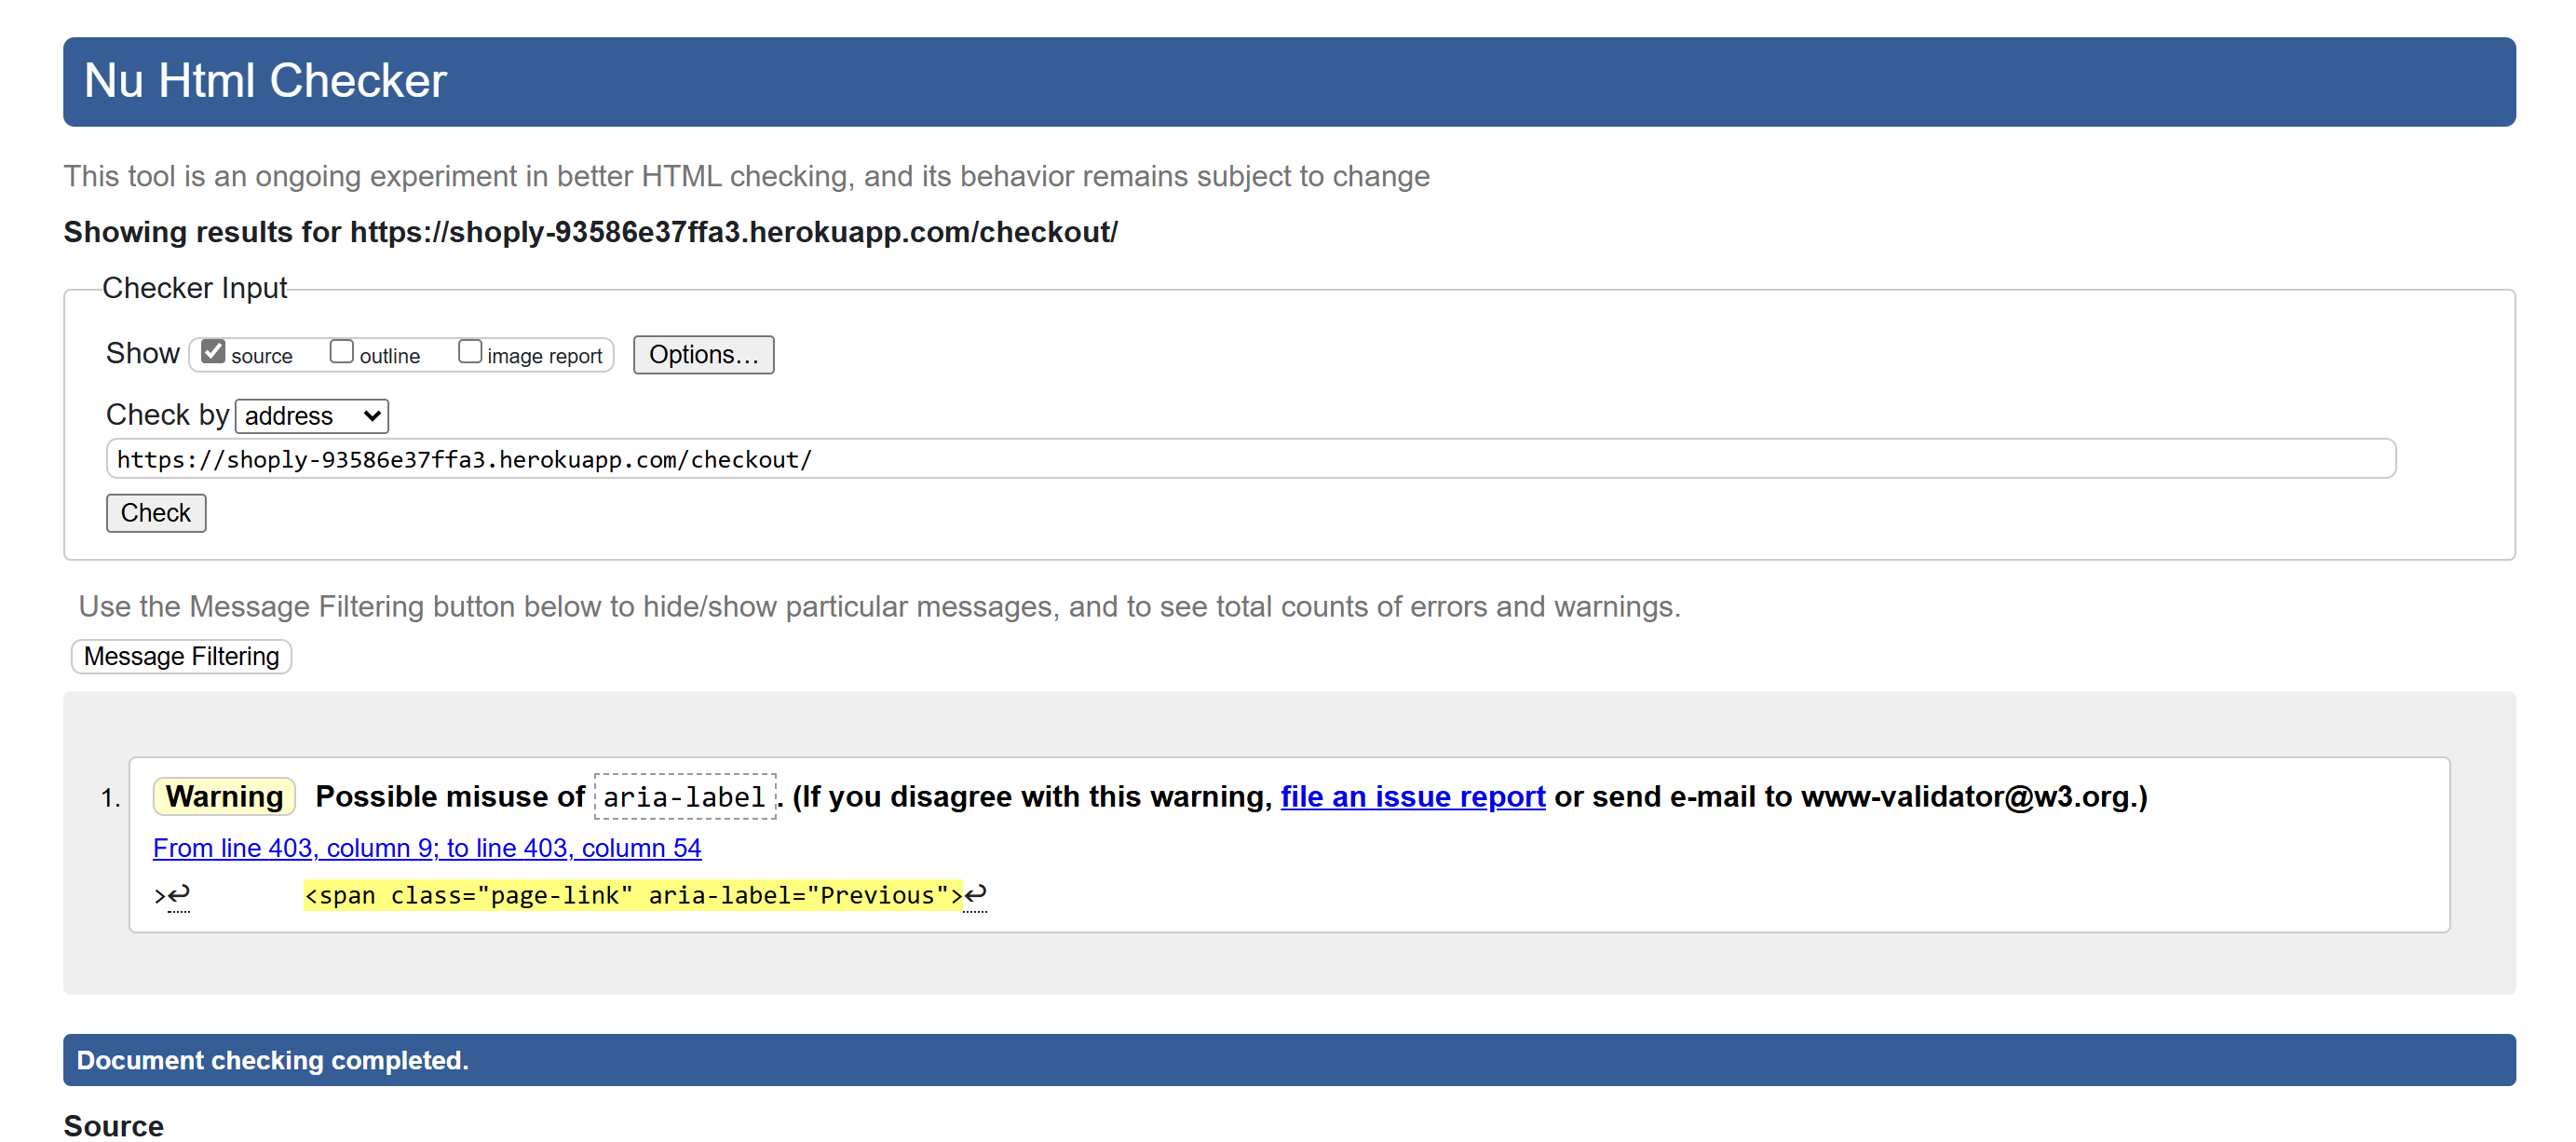 Nu Html Checker
This tool is an ongoing experiment in better HTML checking, and its behavior remains subject to change
Showing results for https://shoply-93586e37ffa3.herokuapp.com/checkout/
Checker Input
Show source outline image report Options...
Check by address
https://shoply-93586e37ffa3.herokuapp.com/checkout/
Check
Use the Message Filtering button below to hide/show particular messages, and to see total counts of errors and warnings.
Message Filtering
1. Warning Possible misuse of aria-label. (If you disagree with this warning, file an issue report or send e-mail to www-validator@w3.org.)
From line 403, column 9; to line 403, column 54
>↩ <span class="page-link" aria-label="Previous">↩
Document checking completed.
Source